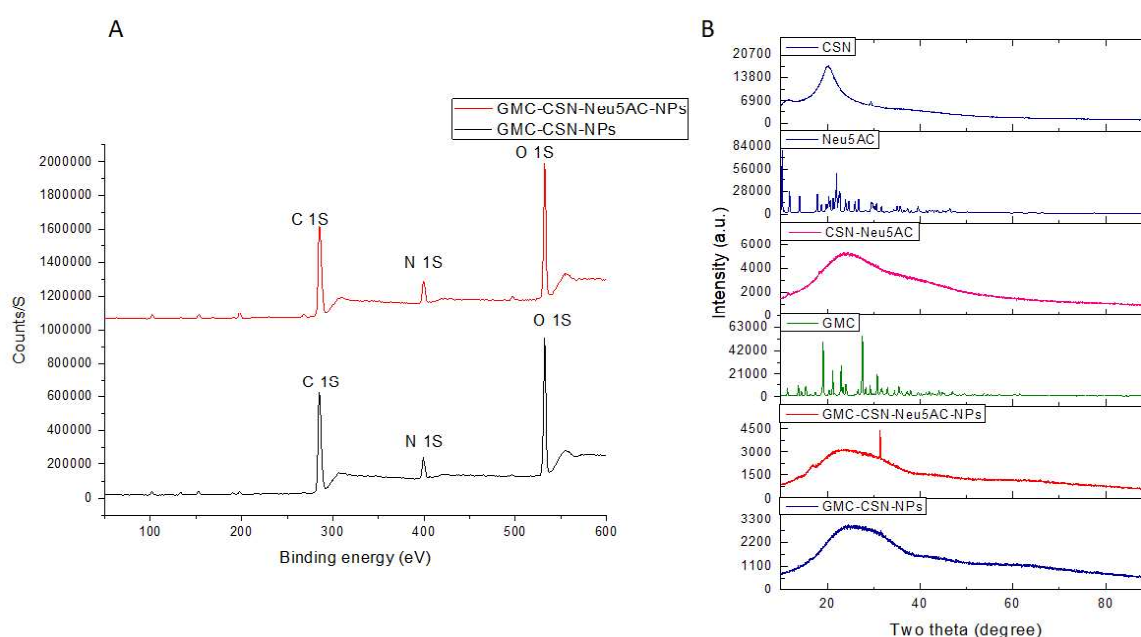 A
GMC-CSN-Neu5AC-NPs
GMC-CSN-NPs
O 1S
C 1S
N 1S
O 1S
C 1S
N 1S
2000000
1800000
1600000
1400000
1200000
1000000
800000
600000
400000
200000
0
Counts/S
100 200 300 400 500 600
Binding energy (eV)
B
CSN
20700
13800
6900
0
Neu5AC
84000
56000
28000
0
CSN-Neu5AC
6000
4000
2000
0
GMC
63000
42000
21000
0
GMC-CSN-Neu5AC-NPs
4500
3000
1500
0
GMC-CSN-NPs
3300
2200
1100
0
Intensity (a.u.)
20 40 60 80
Two theta (degree)